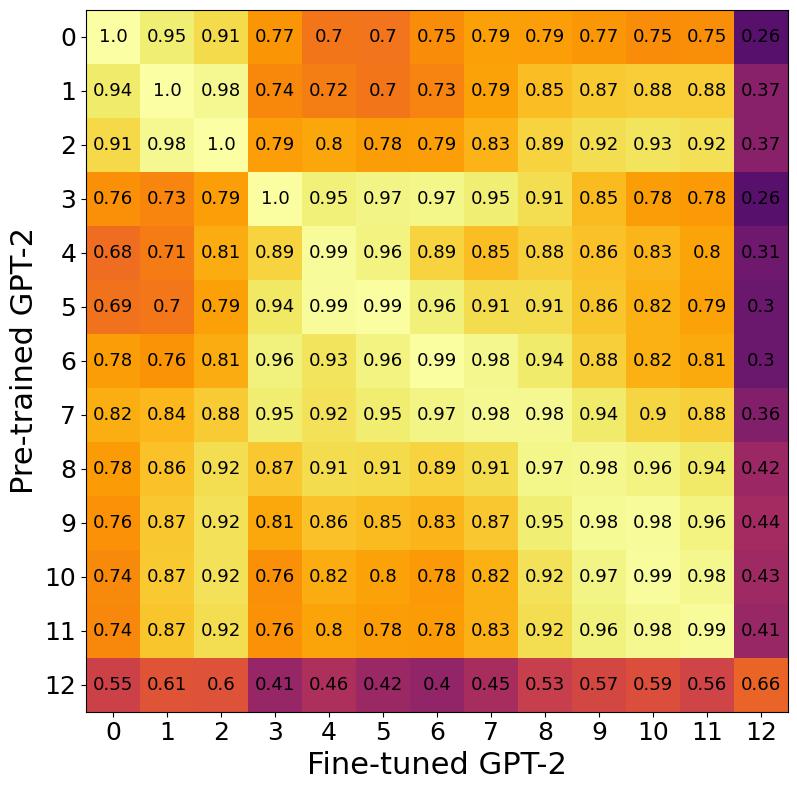 Pre-trained GPT-2
0 1.0 0.95 0.91 0.77 0.7 0.7 0.75 0.79 0.79 0.77 0.75 0.75 0.26
1 0.94 1.0 0.98 0.74 0.72 0.7 0.73 0.79 0.85 0.87 0.88 0.88 0.37
2 0.91 0.98 1.0 0.79 0.8 0.78 0.79 0.83 0.89 0.92 0.93 0.92 0.37
3 0.76 0.73 0.79 1.0 0.95 0.97 0.97 0.95 0.91 0.85 0.78 0.78 0.26
4 0.68 0.71 0.81 0.89 0.99 0.96 0.89 0.85 0.88 0.86 0.83 0.8 0.31
5 0.69 0.7 0.79 0.94 0.99 0.99 0.96 0.91 0.91 0.86 0.82 0.79 0.3
6 0.78 0.76 0.81 0.96 0.93 0.96 0.99 0.98 0.94 0.88 0.82 0.81 0.3
7 0.82 0.84 0.88 0.95 0.92 0.95 0.97 0.98 0.98 0.94 0.9 0.88 0.36
8 0.78 0.86 0.92 0.87 0.91 0.91 0.89 0.91 0.97 0.98 0.96 0.94 0.42
9 0.76 0.87 0.92 0.81 0.86 0.85 0.83 0.87 0.95 0.98 0.98 0.96 0.44
10 0.74 0.87 0.92 0.76 0.82 0.8 0.78 0.82 0.92 0.97 0.99 0.98 0.43
11 0.74 0.87 0.92 0.76 0.8 0.78 0.78 0.83 0.92 0.96 0.98 0.99 0.41
12 0.55 0.61 0.6 0.41 0.46 0.42 0.4 0.45 0.53 0.57 0.59 0.56 0.66
0 1 2 3 4 5 6 7 8 9 10 11 12
Fine-tuned GPT-2